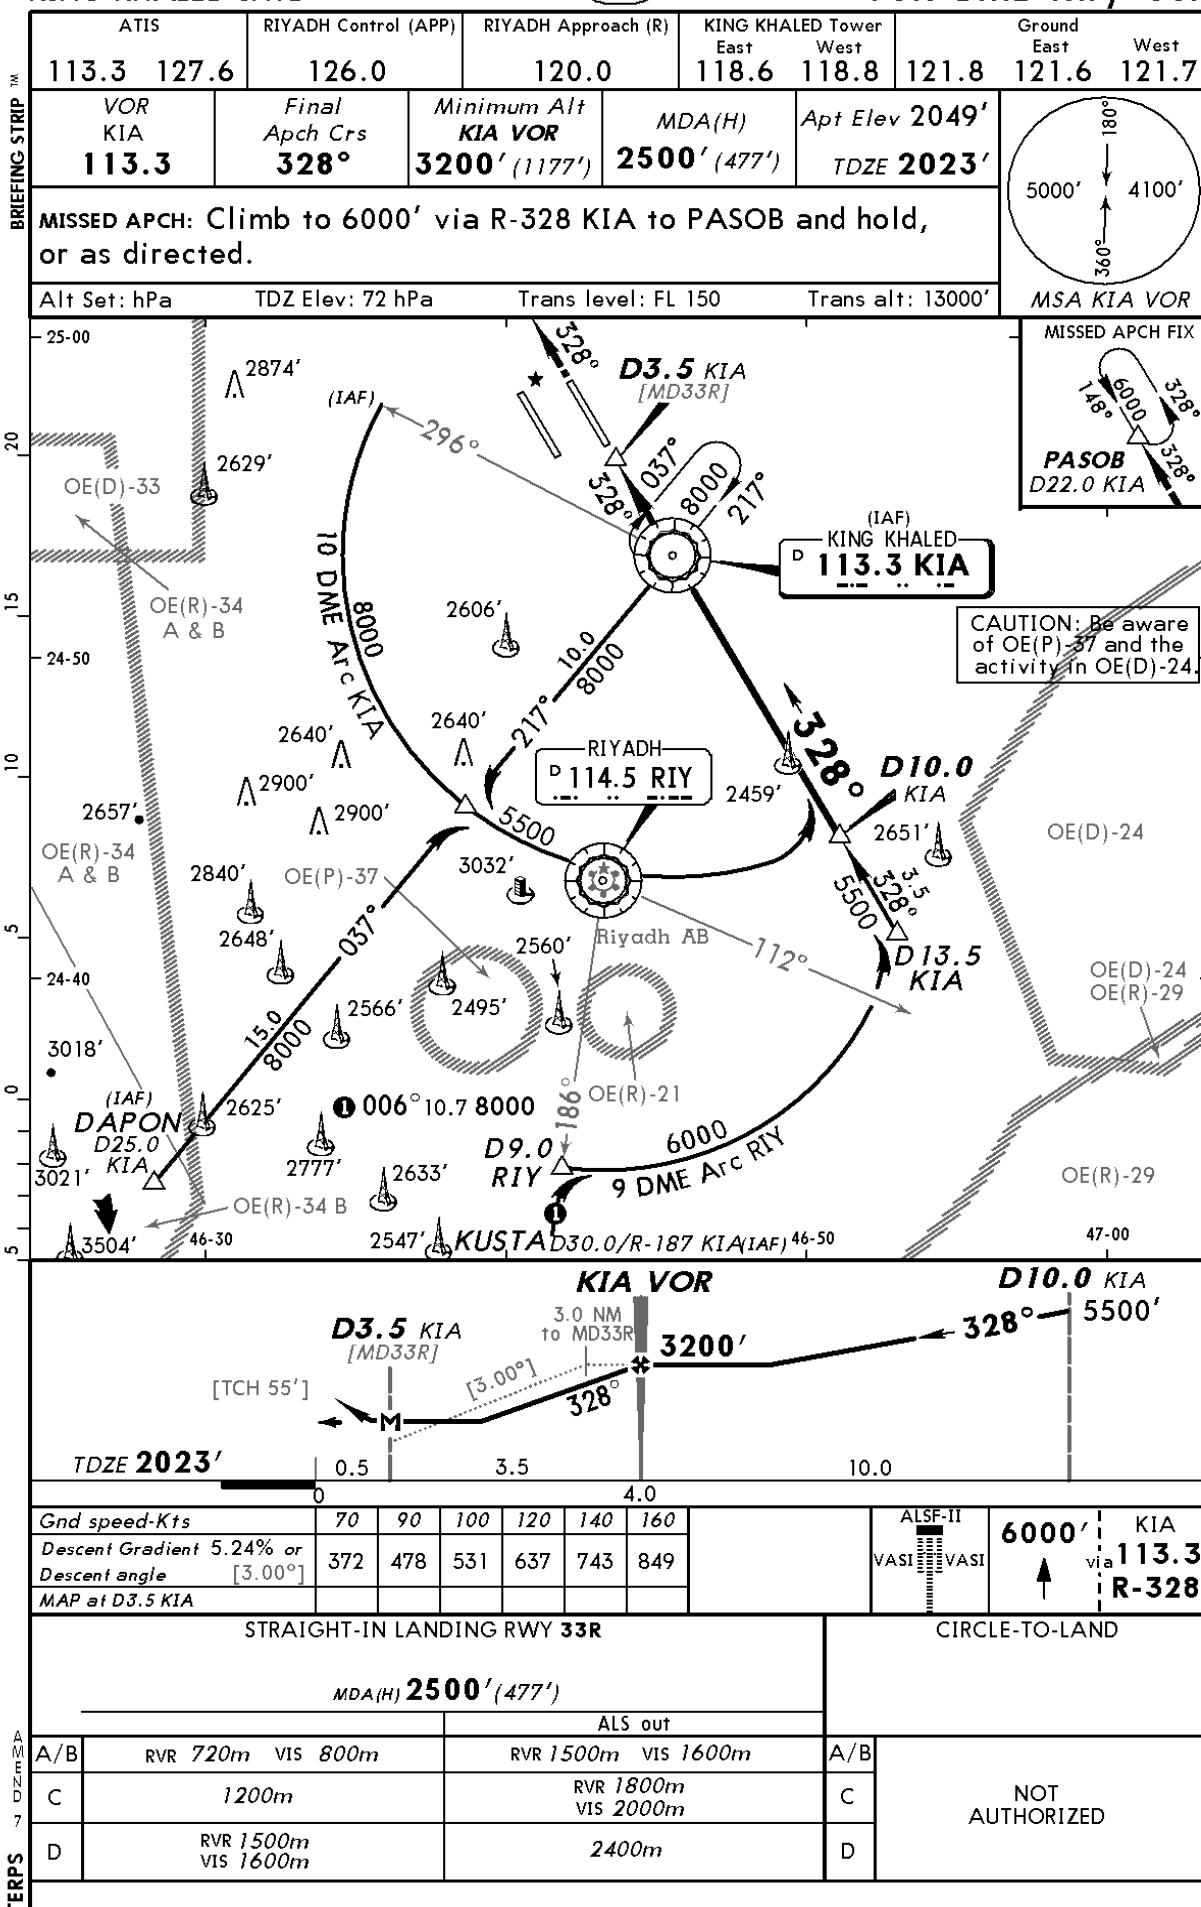 ATIS
113.3 127.6
RIYADH Control (APP)
126.0
RIYADH Approach (R)
120.0
KING KHALED Tower
East West
118.6 118.8
Ground
East West
121.8 121.6 121.7
BRIEFING STRIP TM
VOR
KIA
113.3
Final
Apch Crs
328°
Minimum Alt
KIA VOR
3200' (1177')
MDA(H)
2500' (477')
Apt Elev 2049'
TDZE 2023'
MISSED APCH: Climb to 6000' via R-328 KIA to PASOB and hold,
or as directed.
Alt Set: hPa TDZ Elev: 72 hPa Trans level: FL 150 Trans alt: 13000'
180°
5000' 4100'
360°
MSA KIA VOR
MISSED APCH FIX
6000
148°
328°
328°
PASOB
D22.0 KIA
25-00
2874'
(IAF)
296°
328°
D3.5 KIA
[MD33R]
20
OE(D)-33
2629'
037°
8000
217°
328°
(IAF)
KING KHALED
D 113.3 KIA
OE(R)-34
A & B
15
10 DME Arc KIA
8000
2606'
10.0
8000
217°
CAUTION: Be aware
of OE(P)-37 and the
activity in OE(D)-24.
24-50
2640'
2640'
RIYADH
D 114.5 RIY
328°
D10.0
KIA
10
2900'
2900'
2657'
5500
2459'
2651'
OE(D)-24
OE(R)-34
A & B
2840'
OE(P)-37
3032'
3.5
328°
5500
2648'
037°
2560'
Riyadh AB
112°
D13.5
KIA
5
24-40
2566'
2495'
OE(D)-24
OE(R)-29
15.0
8000
3018'
0
(IAF)
DAPON
D25.0
KIA
2625'
1 006° 10.7 8000
186°
OE(R)-21
3021'
2777'
2633'
D9.0
RIY
6000
9 DME Arc RIY
OE(R)-29
OE(R)-34 B
1
5
3504'
46-30
2547'
KUSTA D30.0/R-187 KIA(IAF)
46-50
47-00
KIA VOR
D10.0 KIA
3.0 NM
to MD33R
328°
5500'
D3.5 KIA
[MD33R]
3200'
[3.00°]
[TCH 55']
328°
M
TDZE 2023'
0.5 3.5 10.0
0 4.0
Gnd speed-Kts 70 90 100 120 140 160
Descent Gradient 5.24% or
Descent angle [3.00°]
372 478 531 637 743 849
MAP at D3.5 KIA
ALSF-II
VASI VASI
6000'
via
KIA
113.3
R-328
STRAIGHT-IN LANDING RWY 33R
CIRCLE-TO-LAND
MDA(H) 2500' (477')
ALS out
A/B RVR 720m VIS 800m RVR 1500m VIS 1600m A/B
C 1200m RVR 1800m
VIS 2000m C
D RVR 1500m
VIS 1600m 2400m D
NOT
AUTHORIZED
AMEND 7